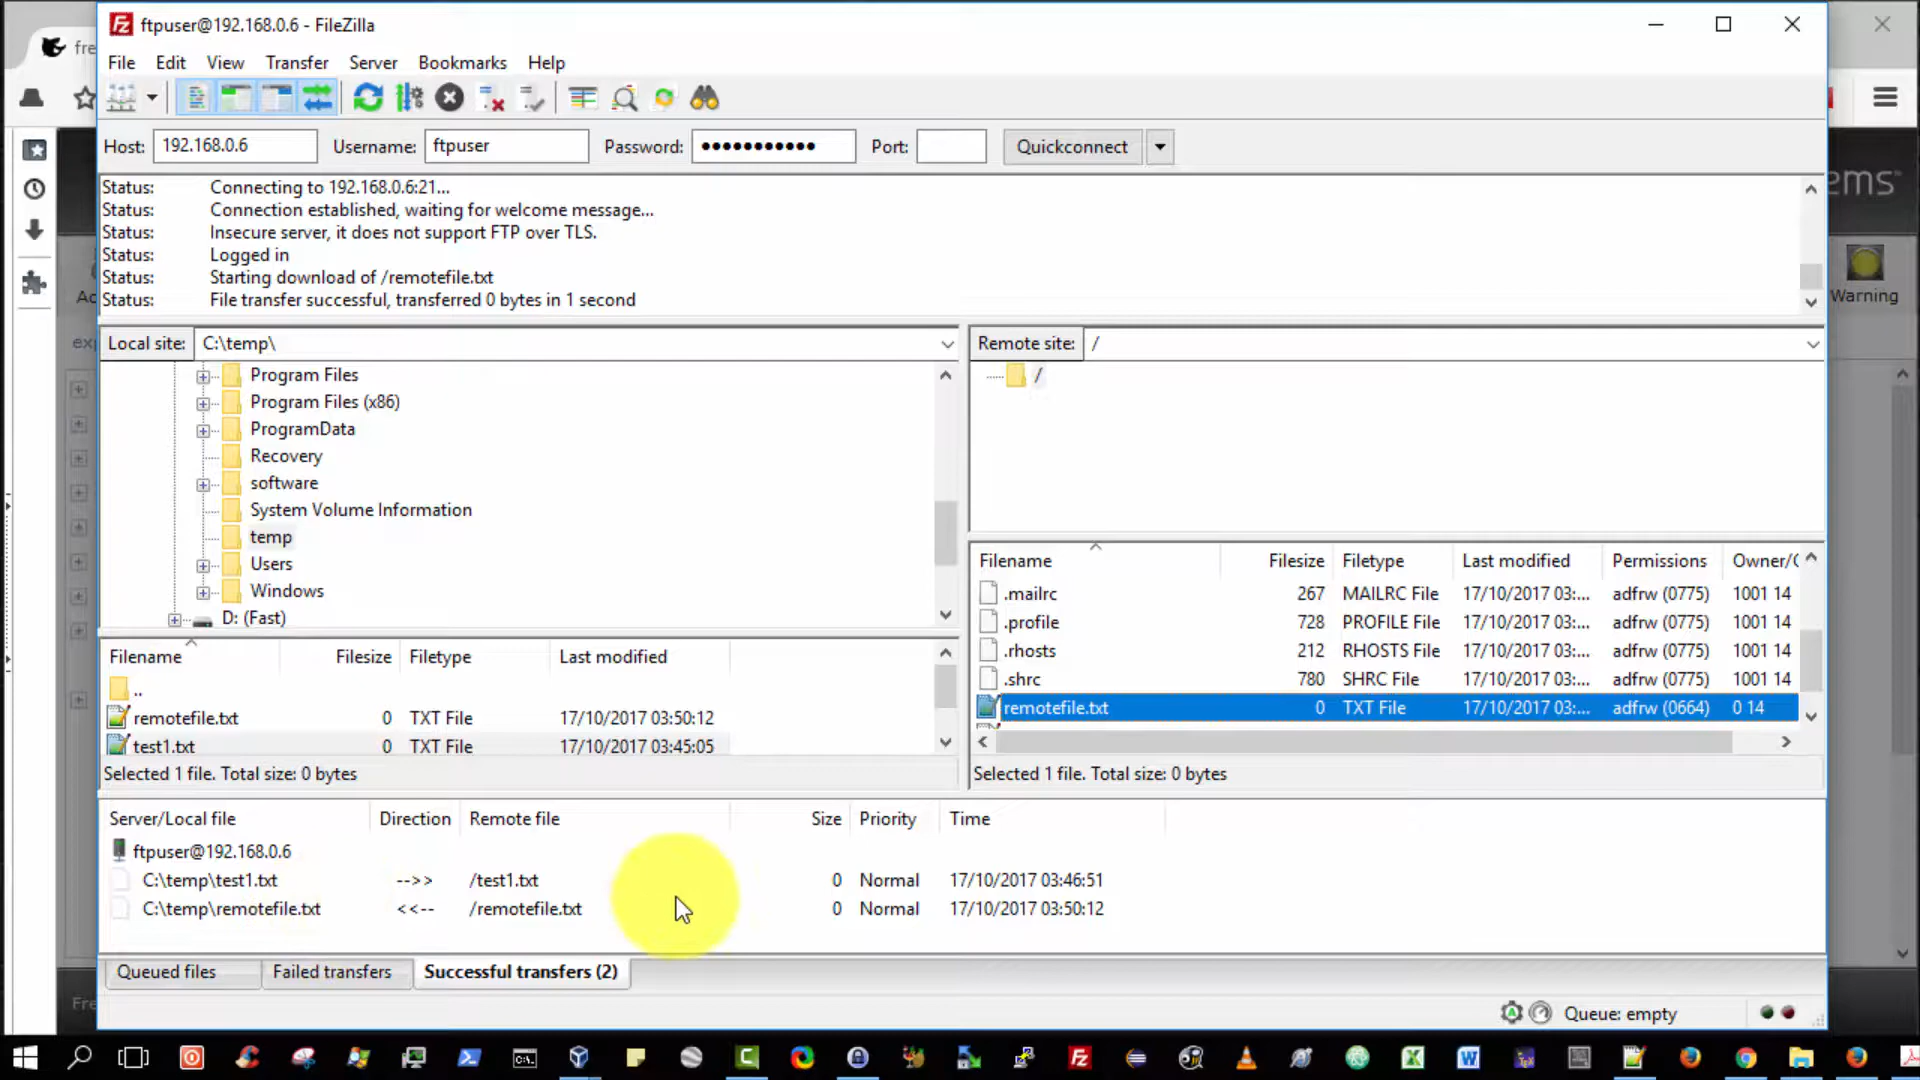 ftpuser@192.168.0.6 - FileZilla
File Edit View Transfer Server Bookmarks Help
Host: 192.168.0.6 Username: ftpuser Password: ●●●●●●●●●●● Port: Quickconnect
Status: Connecting to 192.168.0.6:21...
Status: Connection established, waiting for welcome message...
Status: Insecure server, it does not support FTP over TLS.
Status: Logged in
Status: Starting download of /remotefile.txt
Status: File transfer successful, transferred 0 bytes in 1 second
Warning
Local site: C:\temp\
Program Files
Program Files (x86)
ProgramData
Recovery
software
System Volume Information
temp
Users
Windows
D: (Fast)
Filename Filesize Filetype Last modified
..
remotefile.txt 0 TXT File 17/10/2017 03:50:12
test1.txt 0 TXT File 17/10/2017 03:45:05
Selected 1 file. Total size: 0 bytes
Remote site: /
/
Filename Filesize Filetype Last modified Permissions Owner/
.mailrc 267 MAILRC File 17/10/2017 03:... adfrw (0775) 1001 14
.profile 728 PROFILE File 17/10/2017 03:... adfrw (0775) 1001 14
.rhosts 212 RHOSTS File 17/10/2017 03:... adfrw (0775) 1001 14
.shrc 780 SHRC File 17/10/2017 03:... adfrw (0775) 1001 14
remotefile.txt 0 TXT File 17/10/2017 03:... adfrw (0664) 0 14
Selected 1 file. Total size: 0 bytes
Server/Local file Direction Remote file Size Priority Time
ftpuser@192.168.0.6
C:\temp\test1.txt -->> /test1.txt 0 Normal 17/10/2017 03:46:51
C:\temp\remotefile.txt <<-- /remotefile.txt 0 Normal 17/10/2017 03:50:12
Queued files Failed transfers Successful transfers (2)
Queue: empty